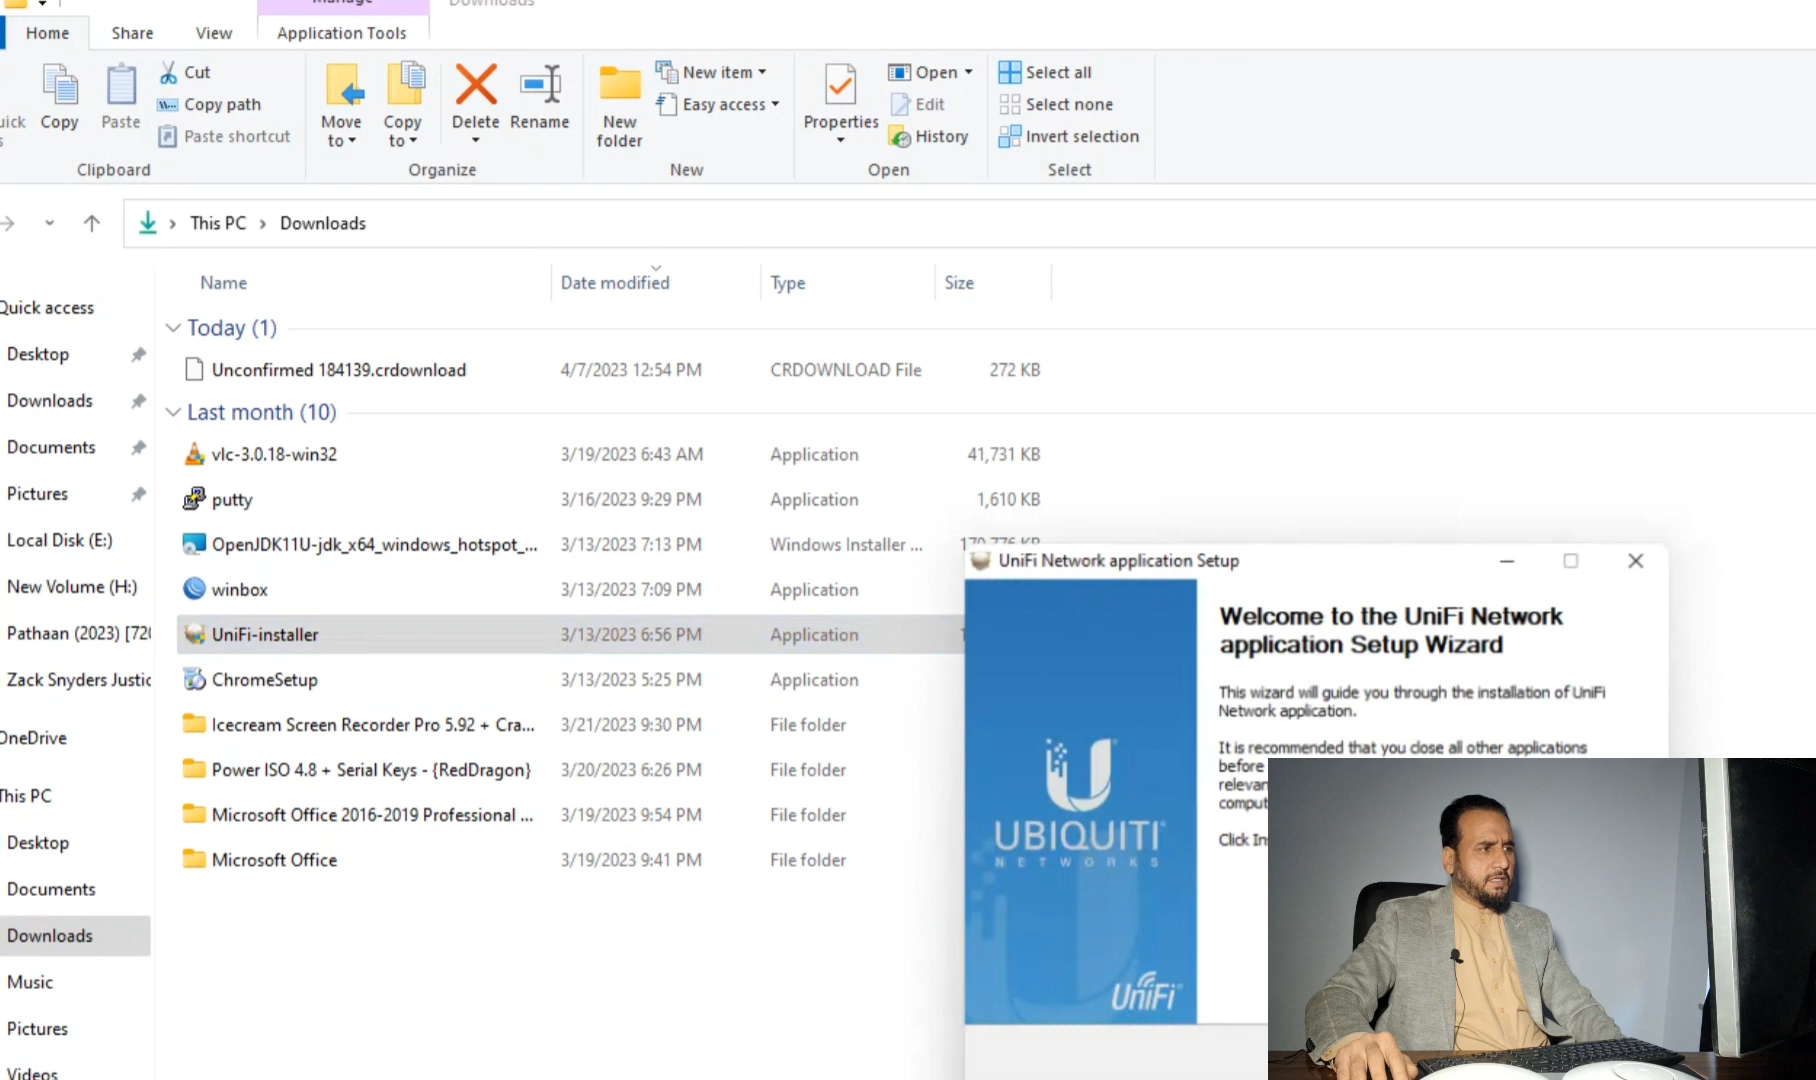 Home Share View Application Tools
Cut
Copy path
Paste shortcut
Copy
Paste
Clipboard
Move to
Copy to
Delete
Rename
Organize
New folder
New item
Easy access
New
Properties
Open
Edit
History
Open
Select all
Select none
Invert selection
Select
This PC > Downloads
Name Date modified Type Size
Quick access
Desktop
Downloads
Documents
Pictures
Local Disk (E:)
New Volume (H:)
Pathaan (2023) [720
Zack Snyders Justic
OneDrive
This PC
Desktop
Documents
Downloads
Music
Pictures
Videos
Today (1)
Unconfirmed 184139.crdownload 4/7/2023 12:54 PM CRDOWNLOAD File 272 KB
Last month (10)
vlc-3.0.18-win32 3/19/2023 6:43 AM Application 41,731 KB
putty 3/16/2023 9:29 PM Application 1,610 KB
OpenJDK11U-jdk_x64_windows_hotspot_... 3/13/2023 7:13 PM Windows Installer ...
winbox 3/13/2023 7:09 PM Application
UniFi-installer 3/13/2023 6:56 PM Application
ChromeSetup 3/13/2023 5:25 PM Application
Icecream Screen Recorder Pro 5.92 + Cra... 3/21/2023 9:30 PM File folder
Power ISO 4.8 + Serial Keys - {RedDragon} 3/20/2023 6:26 PM File folder
Microsoft Office 2016-2019 Professional ... 3/19/2023 9:54 PM File folder
Microsoft Office 3/19/2023 9:41 PM File folder
UniFi Network application Setup
Welcome to the UniFi Network
application Setup Wizard
This wizard will guide you through the installation of UniFi
Network application.
It is recommended that you close all other applications
before
Click
UBIQUITI
NETWORKS
UniFi